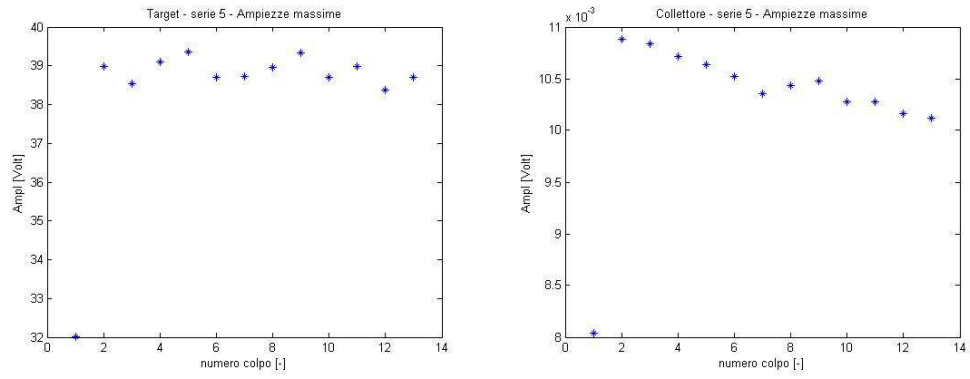 Target - serie 5 - Ampiezze massime
40
39
38
37
36
35
34
33
32
Ampl [Volt]
0 2 4 6 8 10 12 14
numero colpo [-]
Collettore - serie 5 - Ampiezze massime
x 10⁻³
11
10.5
10
9.5
9
8.5
8
Ampl [Volt]
0 2 4 6 8 10 12 14
numero colpo [-]